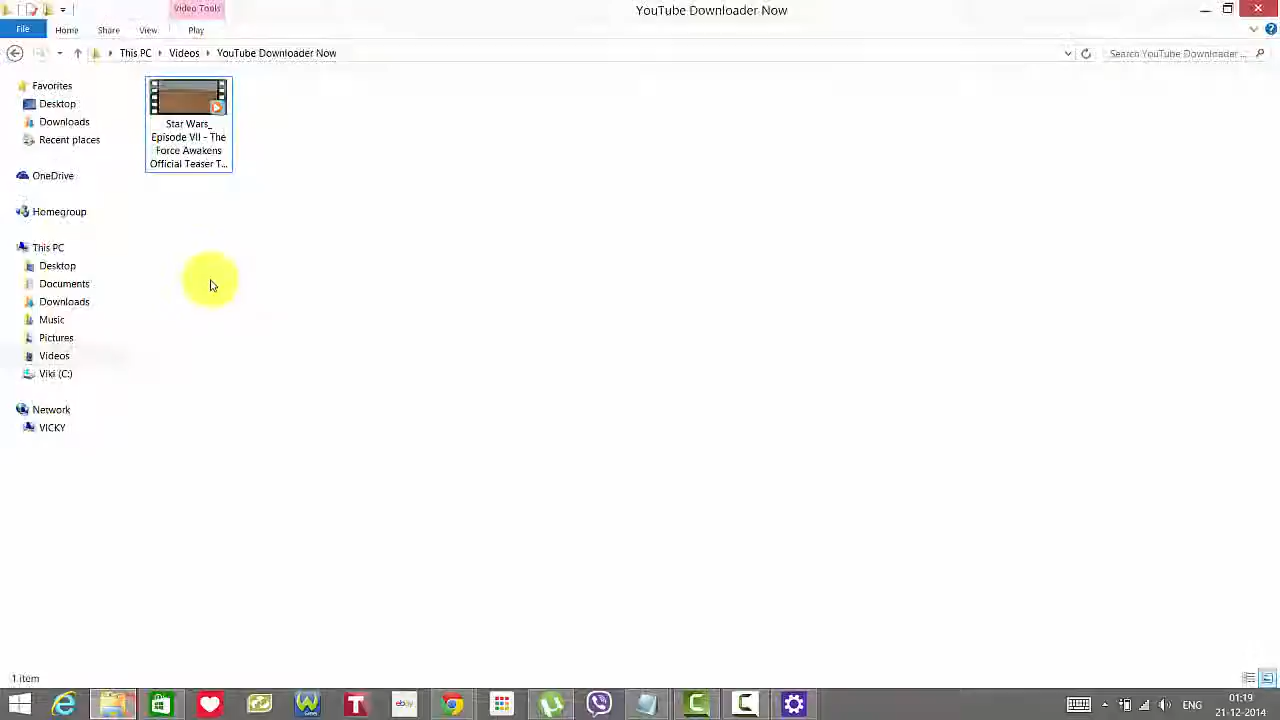 Video Tools
YouTube Downloader Now
File
Home
Share
View
Play
This PC
Videos
YouTube Downloader Now
Search YouTube Downloader ...
Favorites
Desktop
Downloads
Recent places
OneDrive
Homegroup
This PC
Desktop
Documents
Downloads
Music
Pictures
Videos
Viki (C:)
Network
VICKY
Star Wars_
Episode VII - The
Force Awakens
Official Teaser T...
1 item
ebay
ENG
01:19
21-12-2014